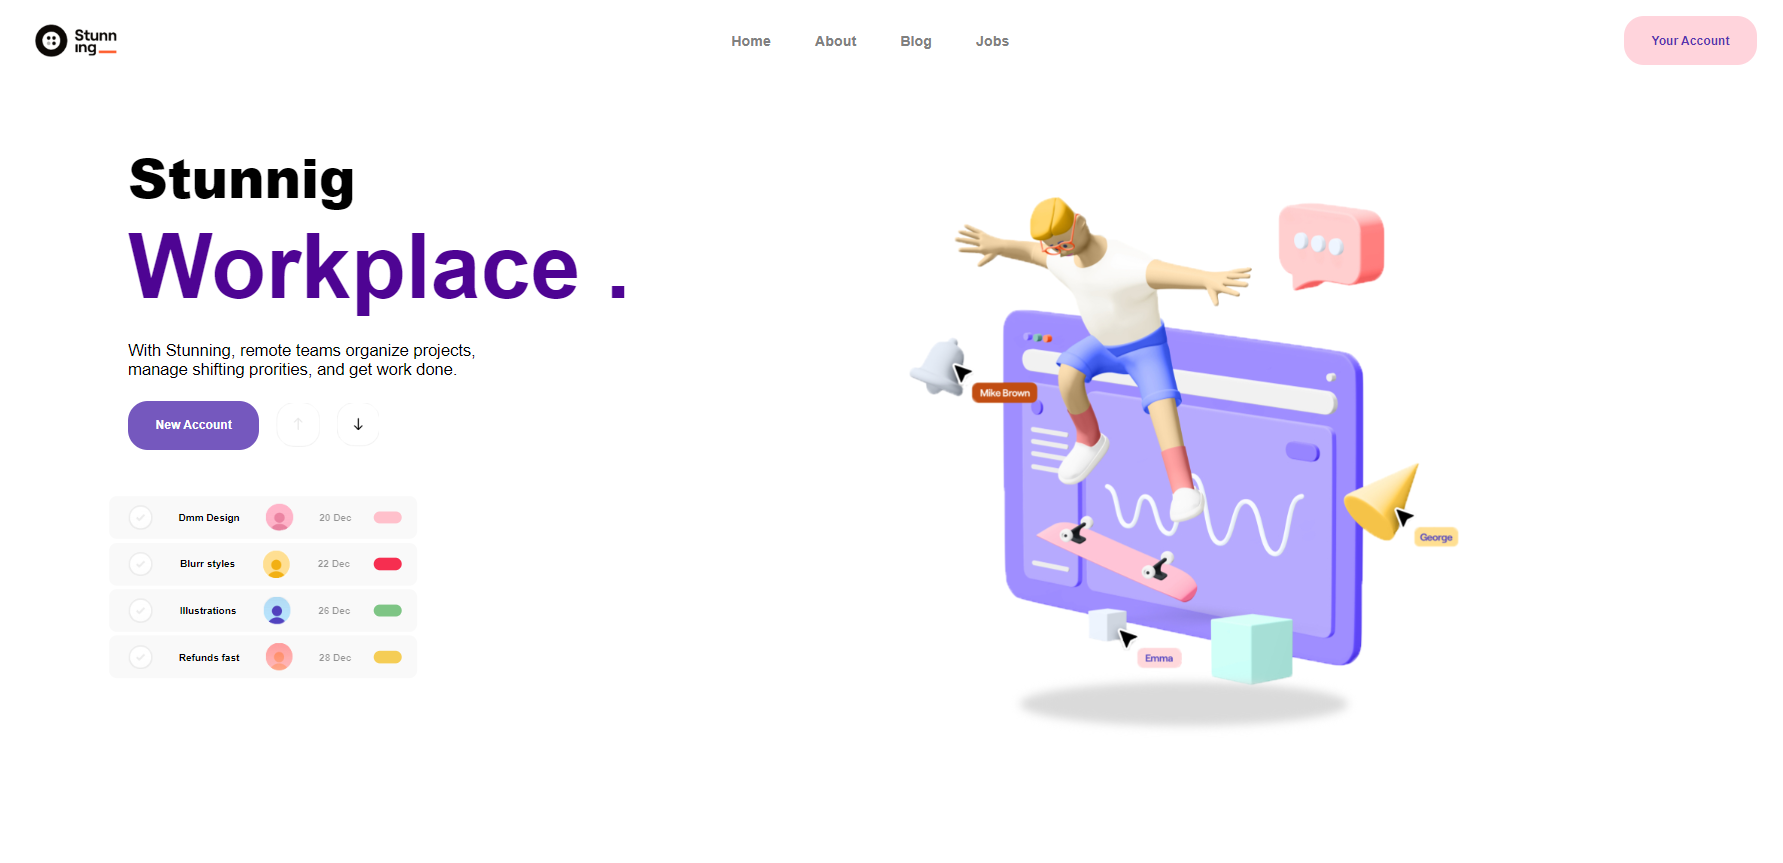 Stunn
ing
Home About Blog Jobs
Your Account
Stunnig
Workplace .
With Stunning, remote teams organize projects,
manage shifting prorities, and get work done.
New Account
Dmm Design 20 Dec
Blurr styles 22 Dec
Illustrations 26 Dec
Refunds fast 28 Dec
Mike Brown
George
Emma